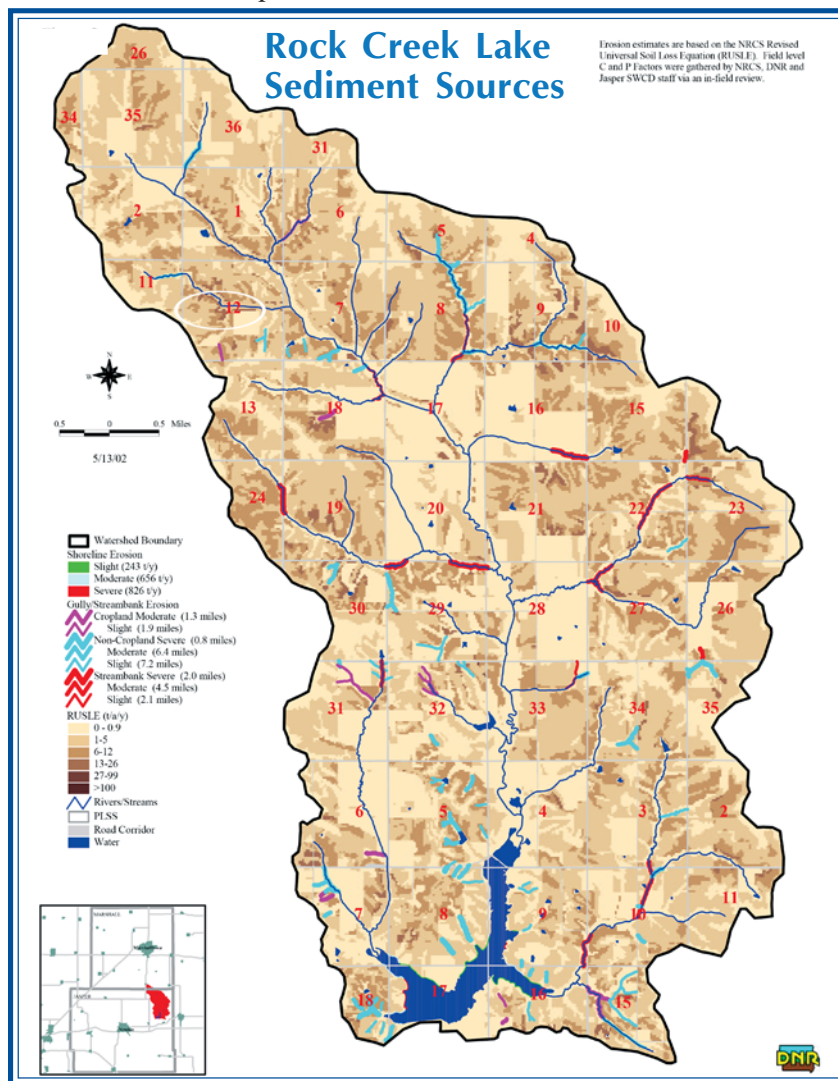 Rock Creek Lake
Sediment Sources
Erosion estimates are based on the NRCS Revised
Universal Soil Loss Equation (RUSLE). Field level
C and P Factors were gathered by NRCS, DNR and
Jasper SWCD staff via an in-field review.
26
34
35
36
31
2
1
6
5
4
11
12
7
8
9
10
N
W E
S
13
18
17
16
15
0.5 0 0.5 Miles
5/13/02
24
19
20
21
22
23
30
29
28
27
26
31
32
33
34
35
6
5
4
3
2
7
8
9
10
11
18
17
16
15
Watershed Boundary
Shoreline Erosion
Slight (243 t/y)
Moderate (656 t/y)
Severe (826 t/y)
Gully/Streambank Erosion
Cropland Moderate (1.3 miles)
Slight (1.9 miles)
Non-Cropland Severe (0.8 miles)
Moderate (6.4 miles)
Slight (7.2 miles)
Streambank Severe (2.0 miles)
Moderate (4.5 miles)
Slight (2.1 miles)
RUSLE (t/a/y)
0 - 0.9
1-5
6-12
13-26
27-99
>100
Rivers/Streams
PLSS
Road Corridor
Water
MARSHALL
JASPER
DNR